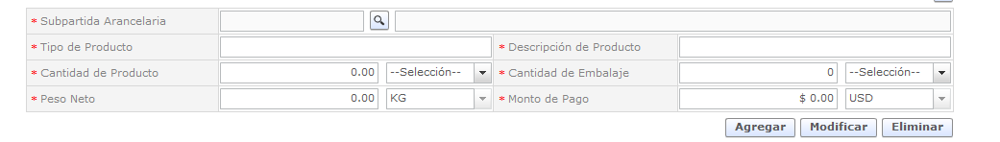 * Subpartida Arancelaria
* Tipo de Producto * Descripción de Producto
* Cantidad de Producto 0.00 --Selección-- * Cantidad de Embalaje 0 --Selección--
* Peso Neto 0.00 KG * Monto de Pago $ 0.00 USD
Agregar Modificar Eliminar